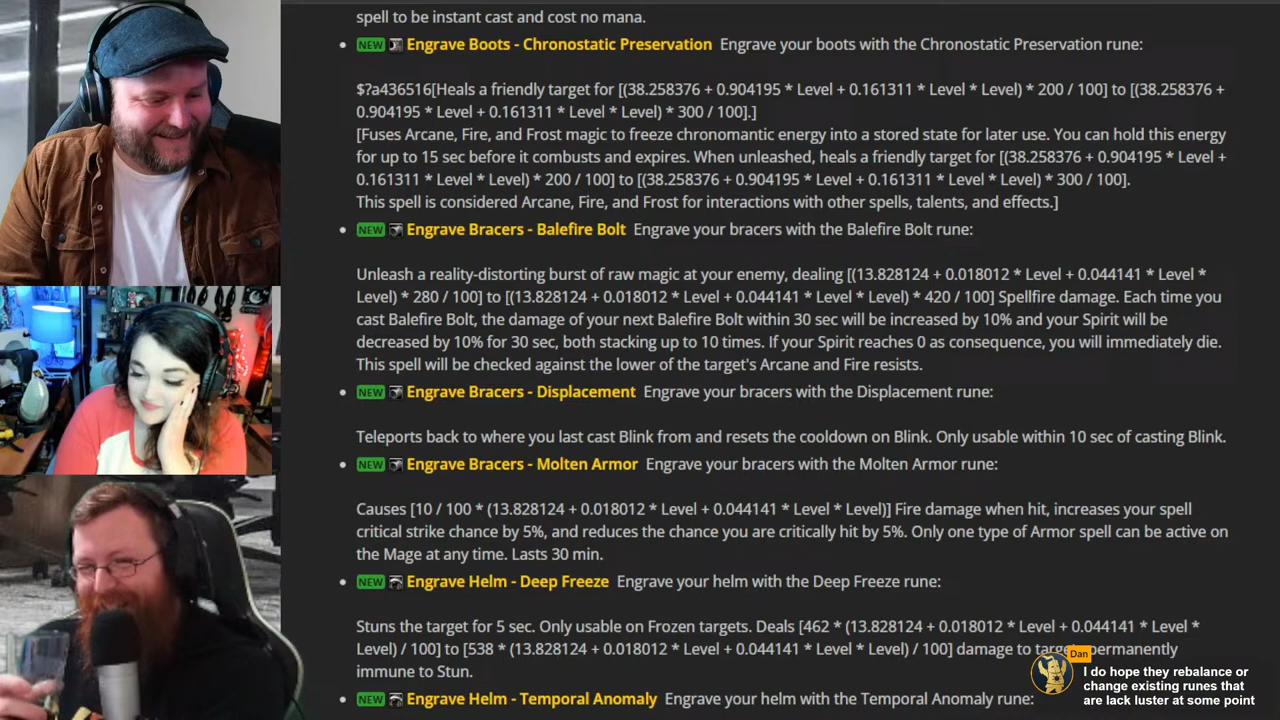 spell to be instant cast and cost no mana.
NEW Engrave Boots - Chronostatic Preservation Engrave your boots with the Chronostatic Preservation rune:
$?a436516[Heals a friendly target for [(38.258376 + 0.904195 * Level + 0.161311 * Level * Level) * 200 / 100] to [(38.258376 +
0.904195 * Level + 0.161311 * Level * Level) * 300 / 100].]
[Fuses Arcane, Fire, and Frost magic to freeze chronomantic energy into a stored state for later use. You can hold this energy
for up to 15 sec before it combusts and expires. When unleashed, heals a friendly target for [(38.258376 + 0.904195 * Level +
0.161311 * Level * Level) * 200 / 100] to [(38.258376 + 0.904195 * Level + 0.161311 * Level * Level) * 300 / 100].
This spell is considered Arcane, Fire, and Frost for interactions with other spells, talents, and effects.]
NEW Engrave Bracers - Balefire Bolt Engrave your bracers with the Balefire Bolt rune:
Unleash a reality-distorting burst of raw magic at your enemy, dealing [(13.828124 + 0.018012 * Level + 0.044141 * Level *
Level) * 280 / 100] to [(13.828124 + 0.018012 * Level + 0.044141 * Level * Level) * 420 / 100] Spellfire damage. Each time you
cast Balefire Bolt, the damage of your next Balefire Bolt within 30 sec will be increased by 10% and your Spirit will be
decreased by 10% for 30 sec, both stacking up to 10 times. If your Spirit reaches 0 as consequence, you will immediately die.
This spell will be checked against the lower of the target's Arcane and Fire resists.
NEW Engrave Bracers - Displacement Engrave your bracers with the Displacement rune:
Teleports back to where you last cast Blink from and resets the cooldown on Blink. Only usable within 10 sec of casting Blink.
NEW Engrave Bracers - Molten Armor Engrave your bracers with the Molten Armor rune:
Causes [10 / 100 * (13.828124 + 0.018012 * Level + 0.044141 * Level * Level)] Fire damage when hit, increases your spell
critical strike chance by 5%, and reduces the chance you are critically hit by 5%. Only one type of Armor spell can be active on
the Mage at any time. Lasts 30 min.
NEW Engrave Helm - Deep Freeze Engrave your helm with the Deep Freeze rune:
Stuns the target for 5 sec. Only usable on Frozen targets. Deals [462 * (13.828124 + 0.018012 * Level + 0.044141 * Level *
Level) / 100] to [538 * (13.828124 + 0.018012 * Level + 0.044141 * Level * Level) / 100] damage to permanently
immune to Stun.
Dan
I do hope they rebalance or
change existing runes that
are lack luster at some point
NEW Engrave Helm - Temporal Anomaly Engrave your helm with the Temporal Anomaly rune: